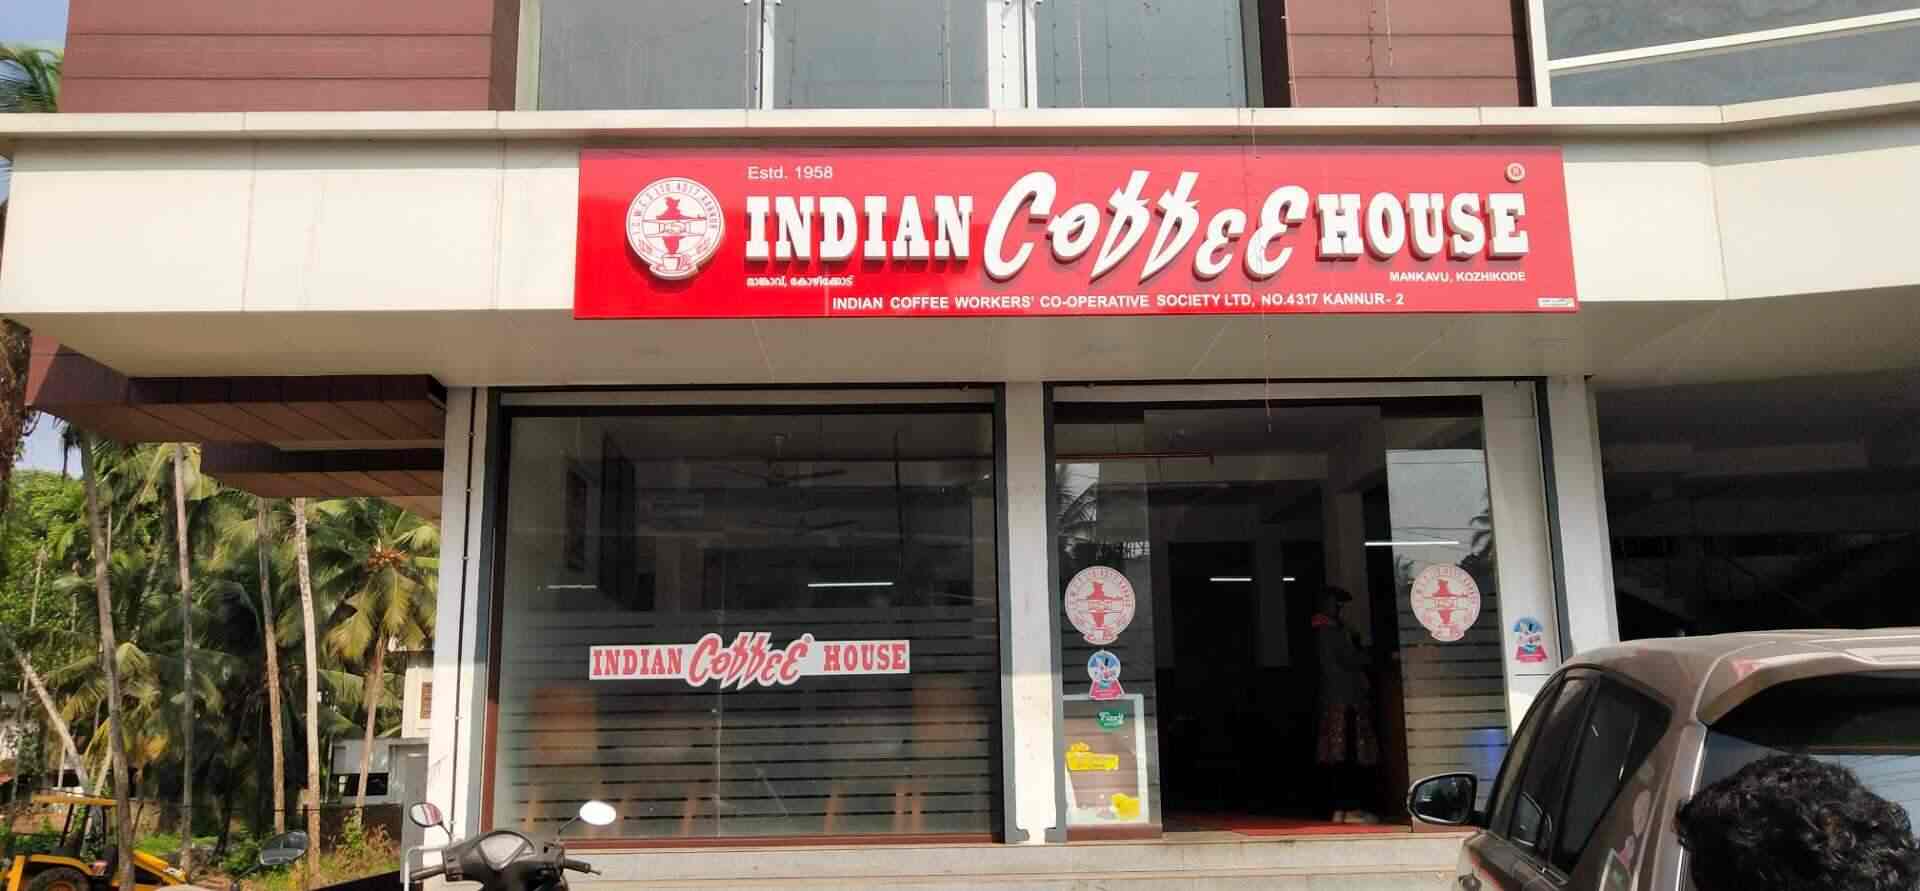 Estd. 1958
INDIAN Coffee HOUSE
മാങ്കാവ്, കോഴിക്കോട്
MANKAVU, KOZHIKODE
INDIAN COFFEE WORKERS' CO-OPERATIVE SOCIETY LTD, NO.4317 KANNUR- 2
INDIAN Coffee HOUSE